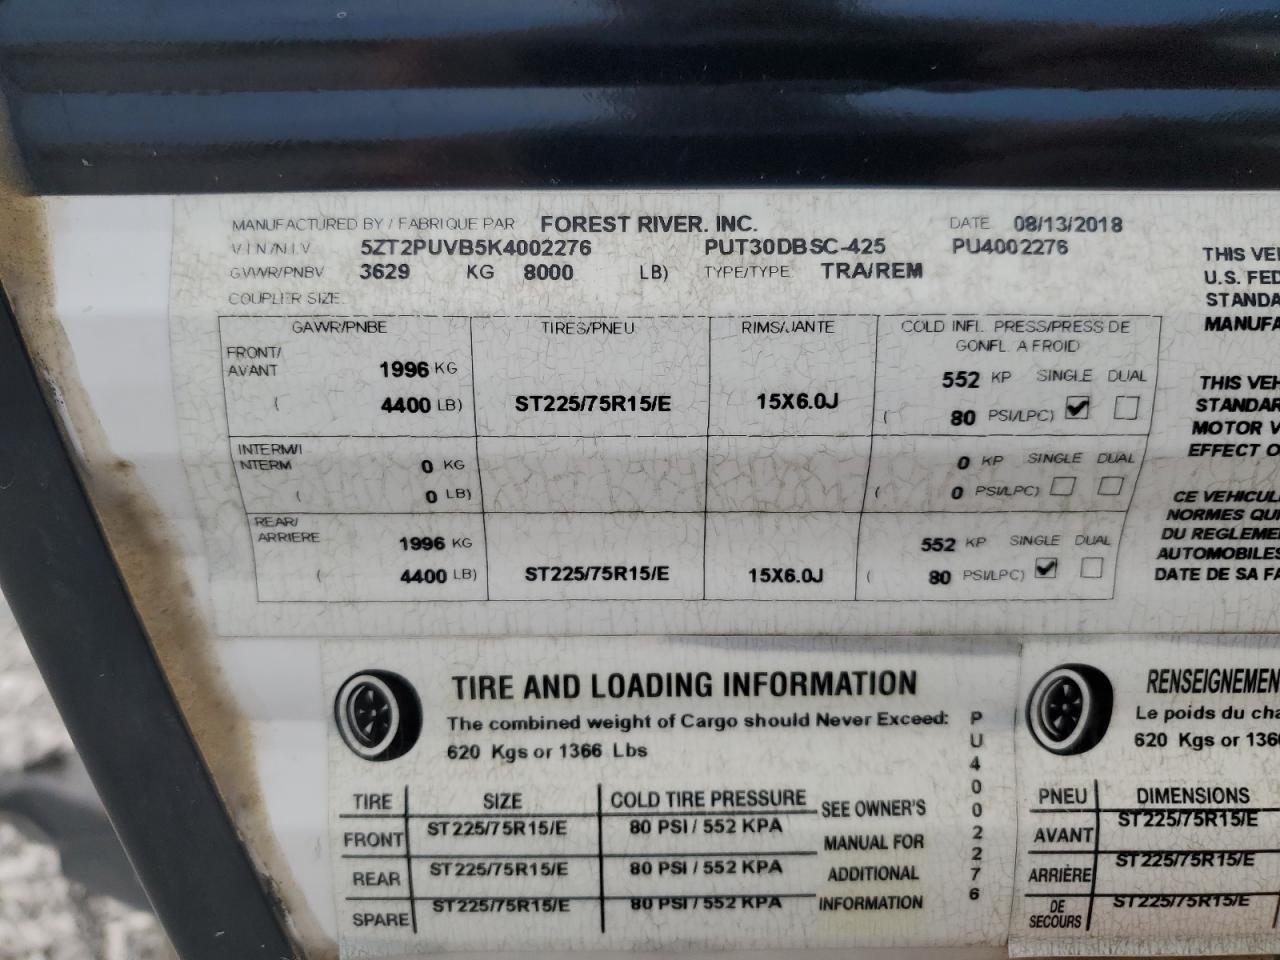 MANUFACTURED BY / FABRIQUE PAR FOREST RIVER. INC. DATE 08/13/2018
V I N /N.I.V 5ZT2PUVB5K4002276 PUT30DBSC-425 PU4002276
GVWR/PNBV 3629 KG 8000 LB) TYPE/TYPE TRA/REM
COUPLER SIZE.
GAWR/PNBE TIRES/PNEU RIMS/JANTE COLD INFL. PRESS/PRESS DE
GONFL. A FROID
FRONT/
AVANT 1996 KG 552 KP SINGLE DUAL
( 4400 LB) ST225/75R15/E 15X6.0J ( 80 PSI/LPC)
INTERM/I
NTERM 0 KG 0 KP SINGLE DUAL
( 0 LB) ( 0 PSI/LPC)
REAR/
ARRIERE 1996 KG 552 KP SINGLE DUAL
( 4400 LB) ST225/75R15/E 15X6.0J ( 80 PSI/LPC)
THIS VE
U.S. FED
STANDA
MANUFA
THIS VEH
STANDAR
MOTOR V
EFFECT O
CE VEHICUL
NORMES QU
DU REGLEME
AUTOMOBILES
DATE DE SA FA
TIRE AND LOADING INFORMATION
The combined weight of Cargo should Never Exceed:
620 Kgs or 1366 Lbs
TIRE SIZE COLD TIRE PRESSURE SEE OWNER'S
FRONT ST225/75R15/E 80 PSI / 552 KPA MANUAL FOR
REAR ST225/75R15/E 80 PSI / 552 KPA ADDITIONAL
SPARE ST225/75R15/E 80 PSI / 552 KPA INFORMATION
PU4002276
RENSEIGNEMEN
Le poids du cha
620 Kgs or 136
PNEU DIMENSIONS
AVANT ST225/75R15/E
ARRIÈRE ST225/75R15/E
DE
SECOURS ST225/75R15/E